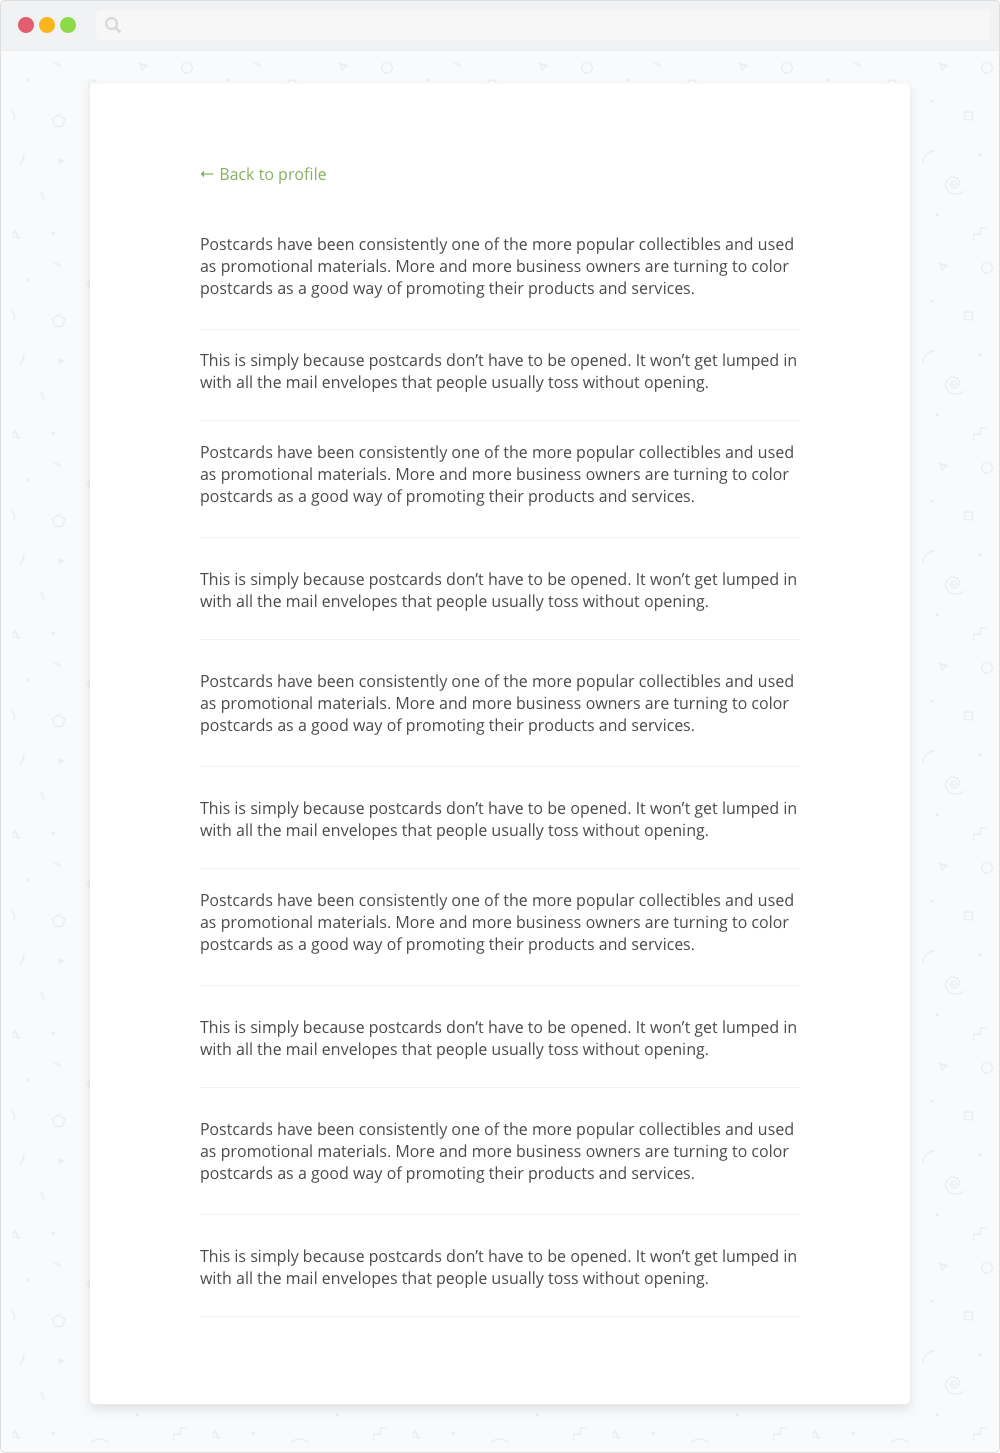 ← Back to profile
Postcards have been consistently one of the more popular collectibles and used
as promotional materials. More and more business owners are turning to color
postcards as a good way of promoting their products and services.
This is simply because postcards don’t have to be opened. It won’t get lumped in
with all the mail envelopes that people usually toss without opening.
Postcards have been consistently one of the more popular collectibles and used
as promotional materials. More and more business owners are turning to color
postcards as a good way of promoting their products and services.
This is simply because postcards don’t have to be opened. It won’t get lumped in
with all the mail envelopes that people usually toss without opening.
Postcards have been consistently one of the more popular collectibles and used
as promotional materials. More and more business owners are turning to color
postcards as a good way of promoting their products and services.
This is simply because postcards don’t have to be opened. It won’t get lumped in
with all the mail envelopes that people usually toss without opening.
Postcards have been consistently one of the more popular collectibles and used
as promotional materials. More and more business owners are turning to color
postcards as a good way of promoting their products and services.
This is simply because postcards don’t have to be opened. It won’t get lumped in
with all the mail envelopes that people usually toss without opening.
Postcards have been consistently one of the more popular collectibles and used
as promotional materials. More and more business owners are turning to color
postcards as a good way of promoting their products and services.
This is simply because postcards don’t have to be opened. It won’t get lumped in
with all the mail envelopes that people usually toss without opening.